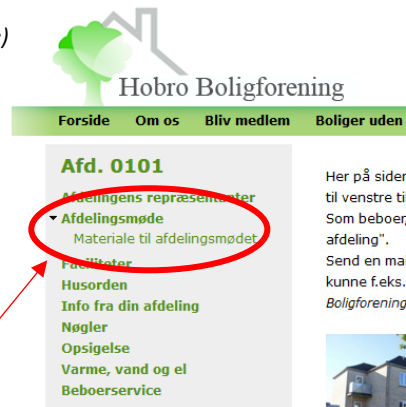 )
Hobro Boligforening
Forside Om os Bliv medlem Boliger uden
Afd. 0101
Afdelingens repræsentanter
Afdelingsmøde
Materiale til afdelingsmødet
Faciliteter
Husorden
Info fra din afdeling
Nøgler
Opsigelse
Varme, vand og el
Beboerservice
Her på sider
til venstre ti
Som beboer,
afdeling".
Send en mai
kunne f.eks.
Boligforening